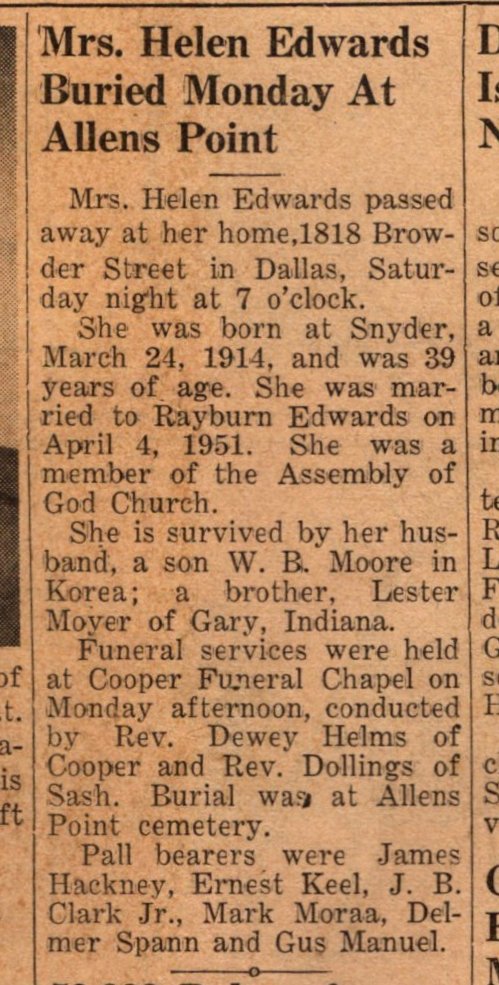 Mrs. Helen Edwards
Buried Monday At
Allens Point
Mrs. Helen Edwards passed
away at her home,1818 Brow-
der Street in Dallas, Satur-
day night at 7 o'clock.
She was born at Snyder,
March 24, 1914, and was 39
years of age. She was mar-
ried to Rayburn Edwards on
April 4, 1951. She was a
member of the Assembly of
God Church.
She is survived by her hus-
band, a son W. B. Moore in
Korea; a brother, Lester
Moyer of Gary, Indiana.
Funeral services were held
at Cooper Funeral Chapel on
Monday afternoon, conducted
by Rev. Dewey Helms of
Cooper and Rev. Dollings of
Sash. Burial was at Allens
Point cemetery.
Pall bearers were James
Hackney, Ernest Keel, J. B.
Clark Jr., Mark Moraa, Del-
mer Spann and Gus Manuel.